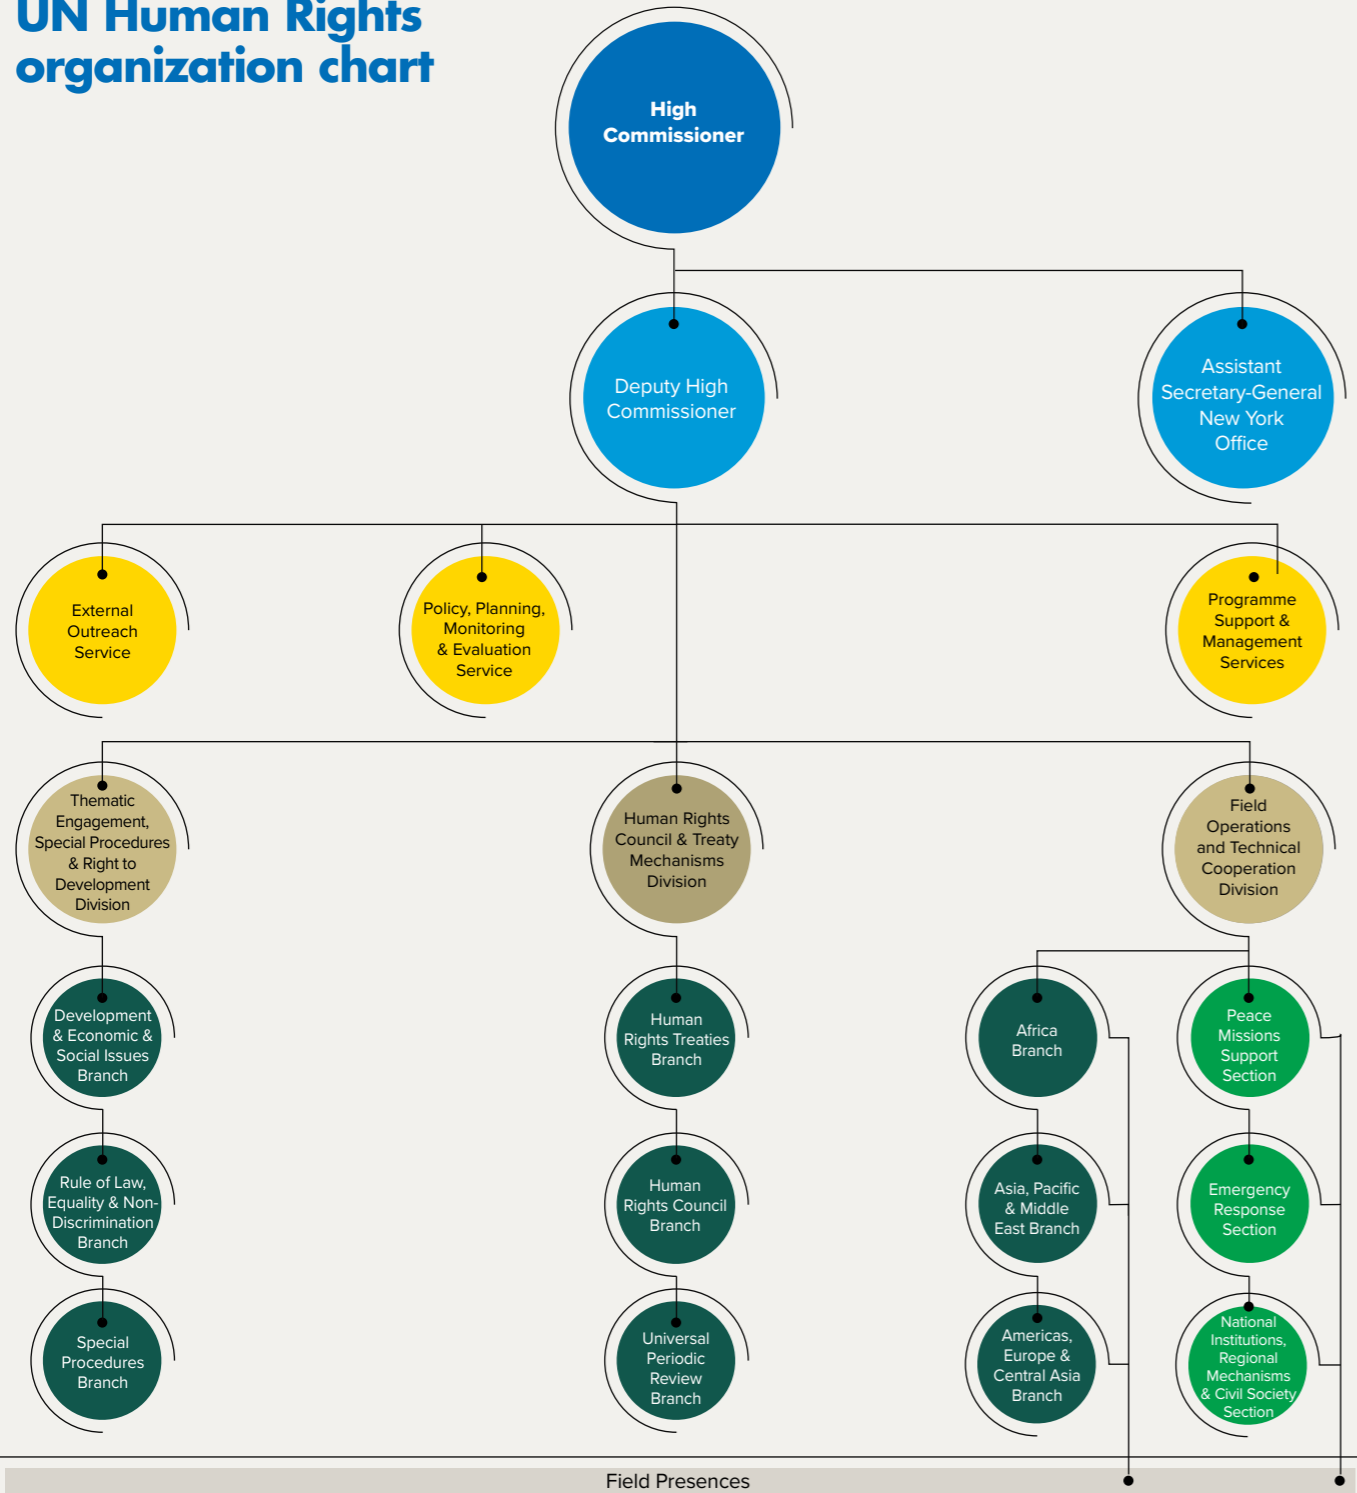 UN Human Rights
organization chart
High
Commissioner
Deputy High
Commissioner
Assistant
Secretary-General
New York
Office
External
Outreach
Service
Policy, Planning,
Monitoring
& Evaluation
Service
Programme
Support &
Management
Services
Thematic
Engagement,
Special Procedures
& Right to
Development
Division
Human Rights
Council & Treaty
Mechanisms
Division
Field
Operations
and Technical
Cooperation
Division
Development
& Economic &
Social Issues
Branch
Human
Rights Treaties
Branch
Africa
Branch
Peace
Missions
Support
Section
Rule of Law,
Equality & Non-
Discrimination
Branch
Human
Rights Council
Branch
Asia, Pacific
& Middle
East Branch
Emergency
Response
Section
Special
Procedures
Branch
Universal
Periodic
Review
Branch
Americas,
Europe &
Central Asia
Branch
National
Institutions,
Regional
Mechanisms
& Civil Society
Section
Field Presences